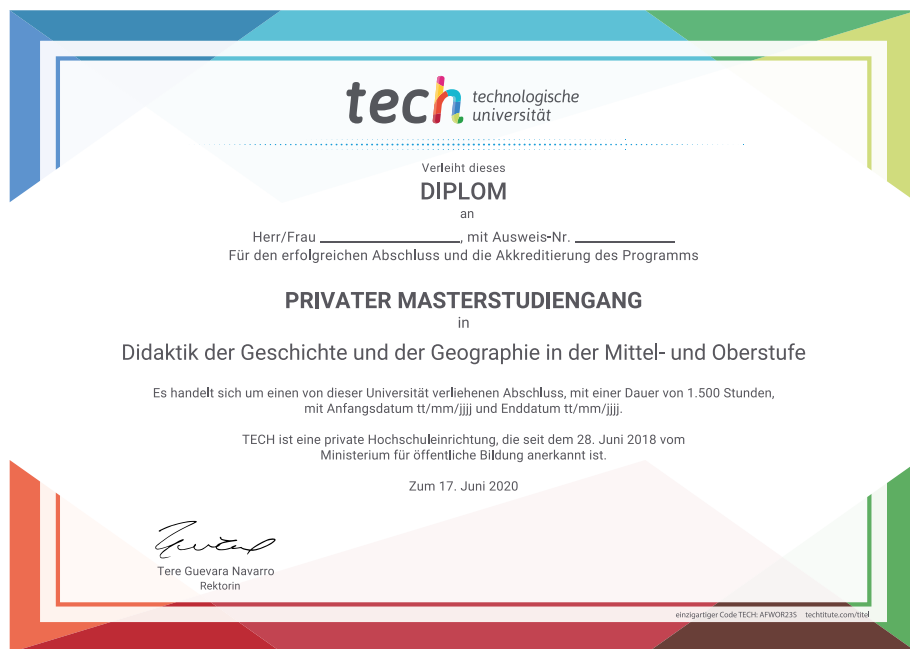 tech technologische
universität
Verleiht dieses
DIPLOM
an
Herr/Frau ____________________, mit Ausweis-Nr. ______________
Für den erfolgreichen Abschluss und die Akkreditierung des Programms
PRIVATER MASTERSTUDIENGANG
in
Didaktik der Geschichte und der Geographie in der Mittel- und Oberstufe
Es handelt sich um einen von dieser Universität verliehenen Abschluss, mit einer Dauer von 1.500 Stunden,
mit Anfangsdatum tt/mm/jjjj und Enddatum tt/mm/jjjj.
TECH ist eine private Hochschuleinrichtung, die seit dem 28. Juni 2018 vom
Ministerium für öffentliche Bildung anerkannt ist.
Zum 17. Juni 2020
Tere Guevara Navarro
Rektorin
einzigartiger Code TECH: AFWOR23S techtitute.com/titel